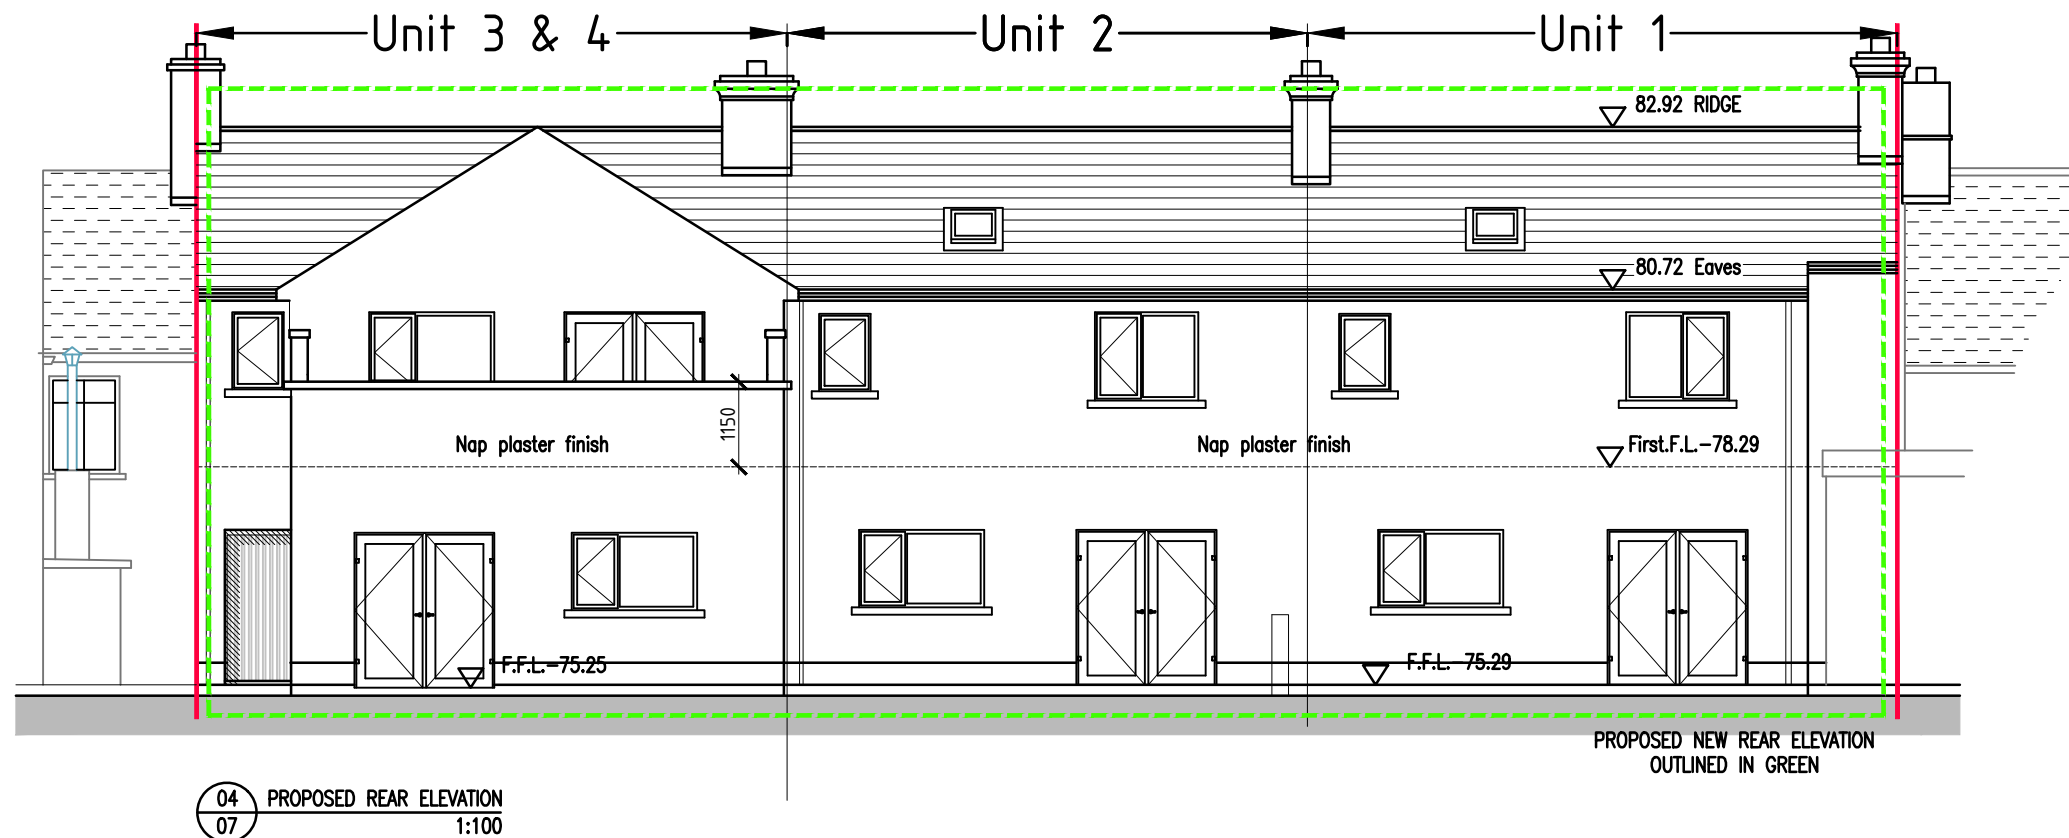 Unit 3 & 4
Unit 2
Unit 1
82.92 RIDGE
80.72 Eaves
1150
Nap plaster finish
Nap plaster finish
First.F.L.-78.29
F.F.L.-75.25
F.F.L.-75.29
PROPOSED NEW REAR ELEVATION
OUTLINED IN GREEN
04
07
PROPOSED REAR ELEVATION
1:100